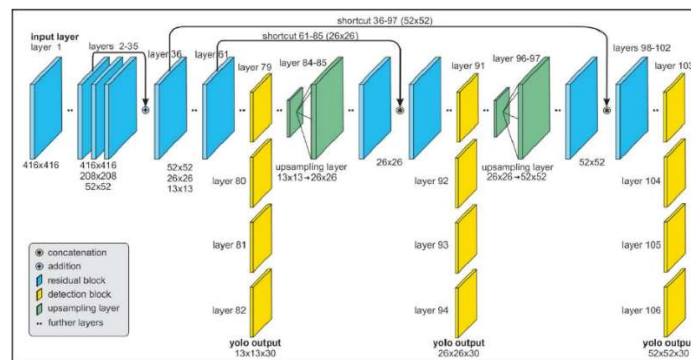 shortcut 36-97 (52x52)
shortcut 61-85 (26x26)
input layer
layer 1
layers 2-35
layer 36
layer 61
layer 79
layer 84-85
layer 91
layer 96-97
layers 98-102
layer 103
416x416
416x416
208x208
52x52
52x52
26x26
13x13
upsampling layer
13x13→26x26
26x26
upsampling layer
26x26→52x52
52x52
layer 80
layer 81
layer 82
layer 92
layer 93
layer 94
layer 104
layer 105
layer 106
concatenation
addition
residual block
detection block
upsampling layer
further layers
yolo output
13x13x30
yolo output
26x26x30
yolo output
52x52x30